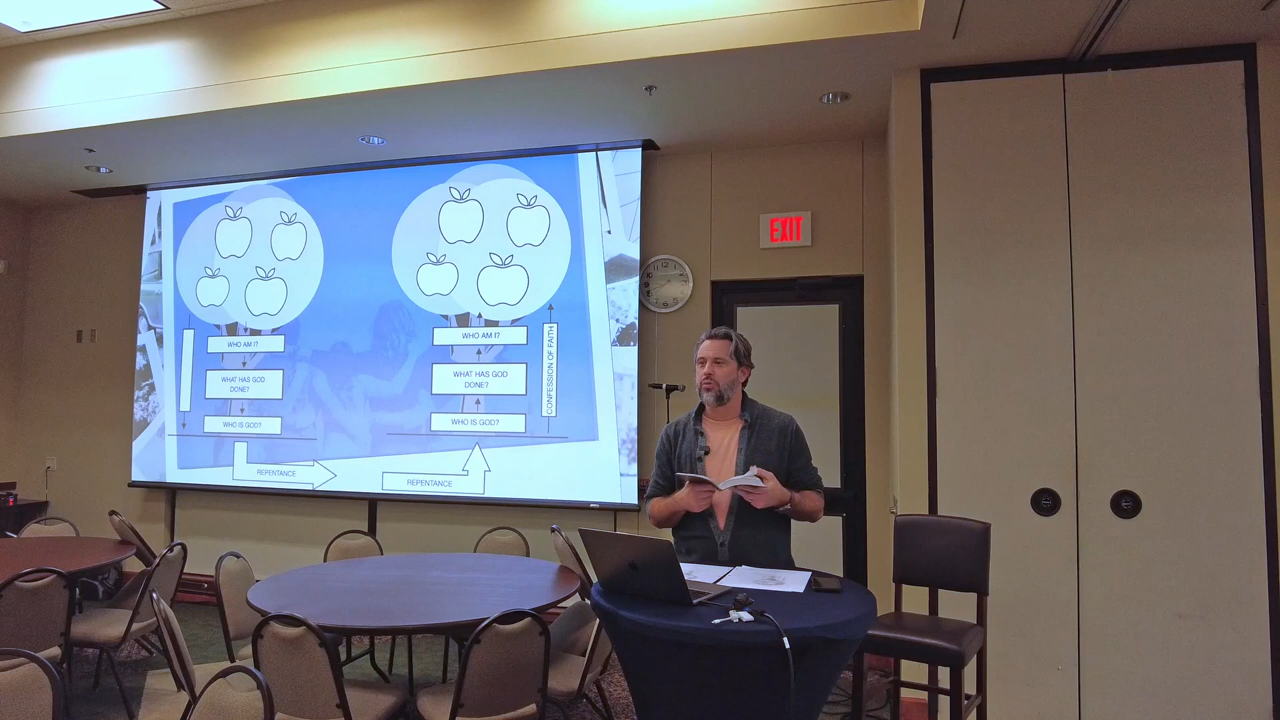 WHO AM I?
WHAT HAS GOD
DONE?
WHO IS GOD?
REPENTANCE
WHO AM I?
WHAT HAS GOD
DONE?
WHO IS GOD?
CONFESSION OF FAITH
REPENTANCE
EXIT